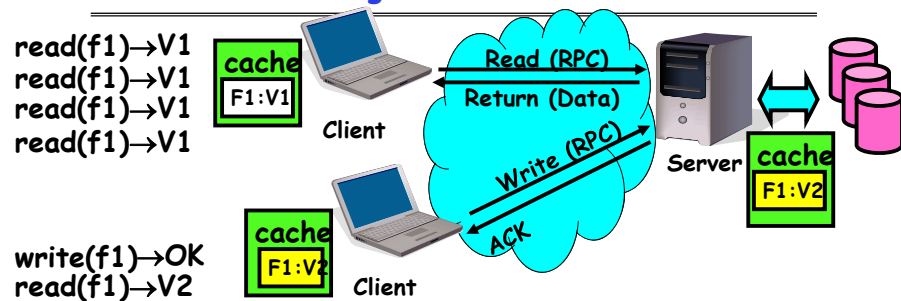 read(f1)→V1
read(f1)→V1
read(f1)→V1
read(f1)→V1
cache
F1:V1
Client
Read (RPC)
Return (Data)
Write (RPC)
ACK
Server
cache
F1:V2
write(f1)→OK
read(f1)→V2
cache
F1:V2
Client